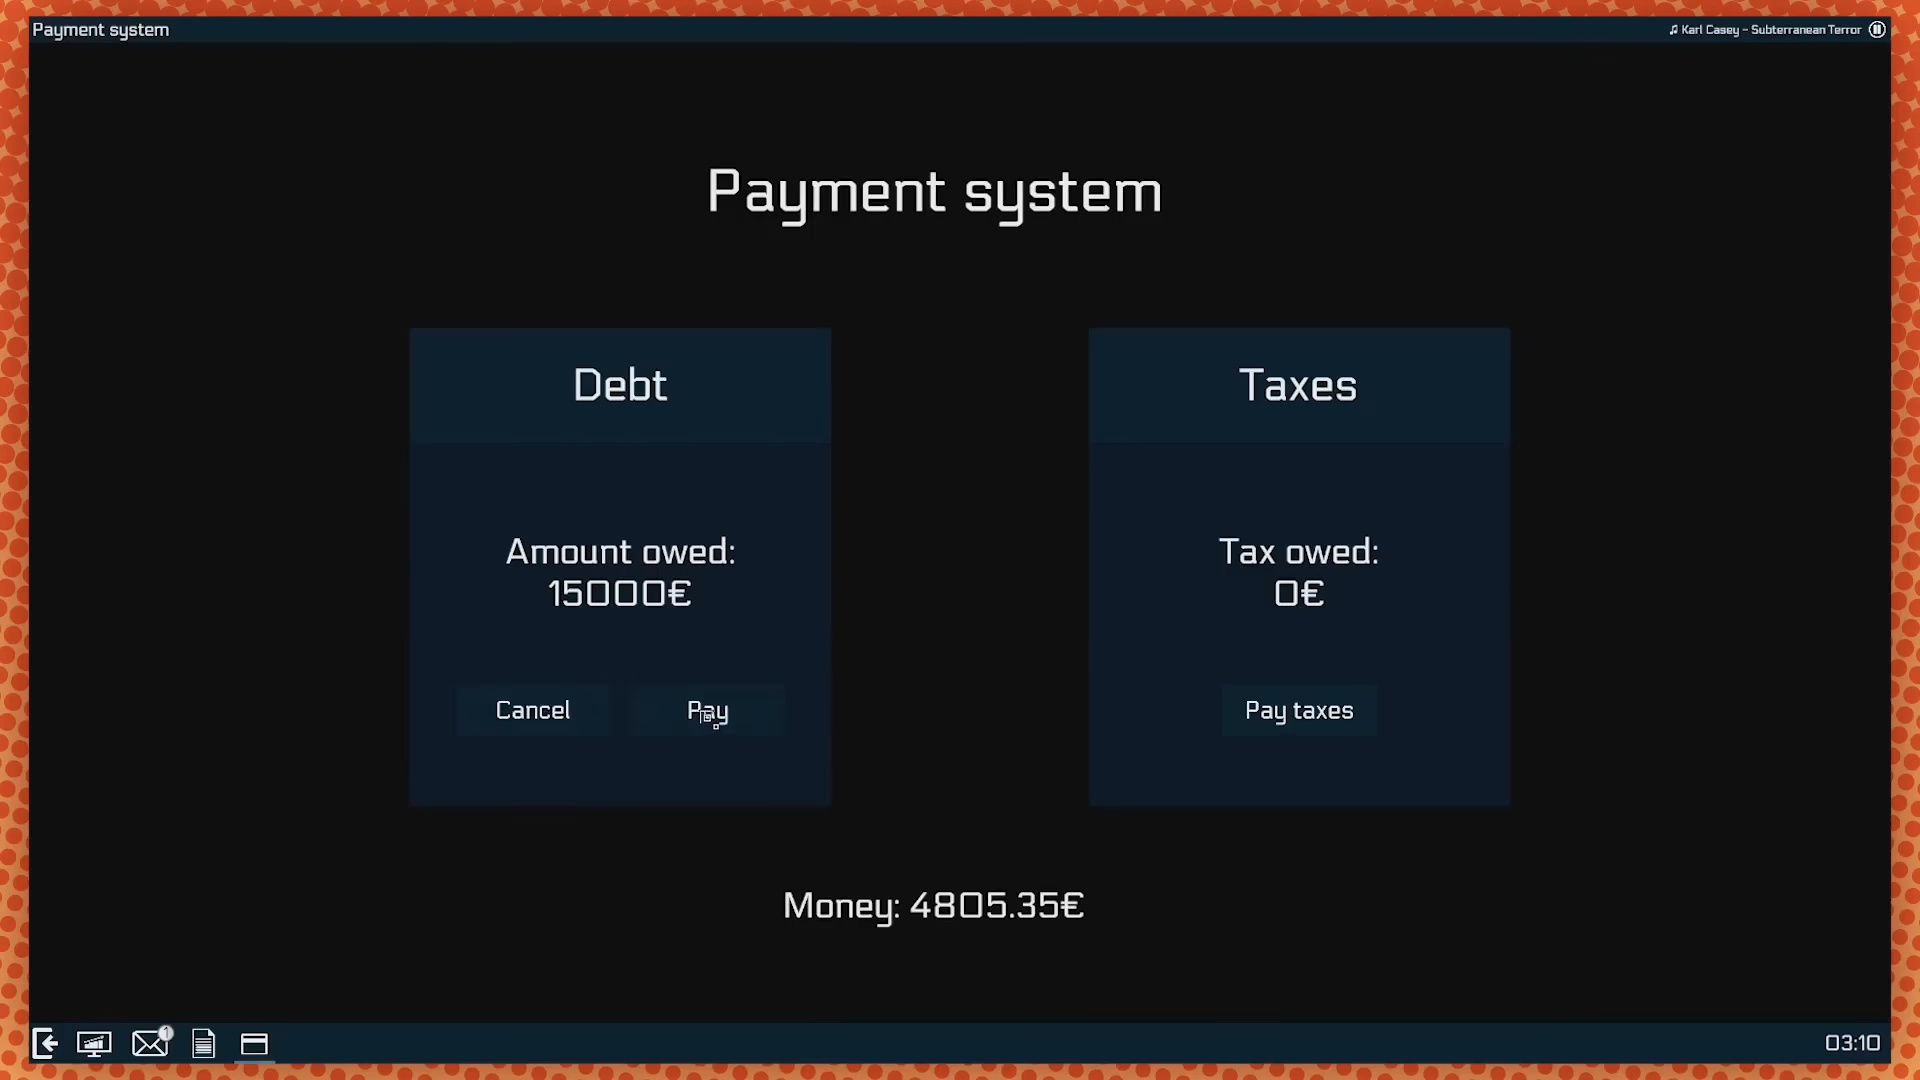 Payment system
♫ Karl Casey - Subterranean Terror
Payment system
Debt
Amount owed:
15000€
Cancel
Pay
Taxes
Tax owed:
0€
Pay taxes
Money: 4805.35€
1
03:10